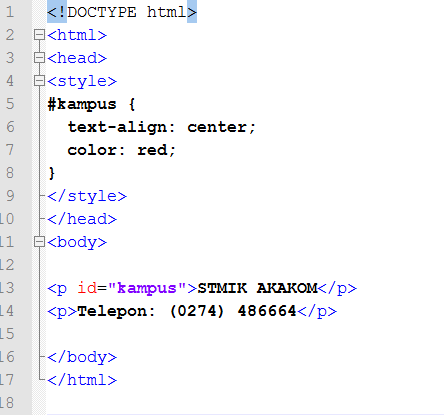 1 <!DOCTYPE html>
2 <html>
3 <head>
4 <style>
5 #kampus {
6   text-align: center;
7   color: red;
8 }
9 </style>
10 </head>
11 <body>
12
13 <p id="kampus">STMIK AKAKOM</p>
14 <p>Telepon: (0274) 486664</p>
15
16 </body>
17 </html>
18